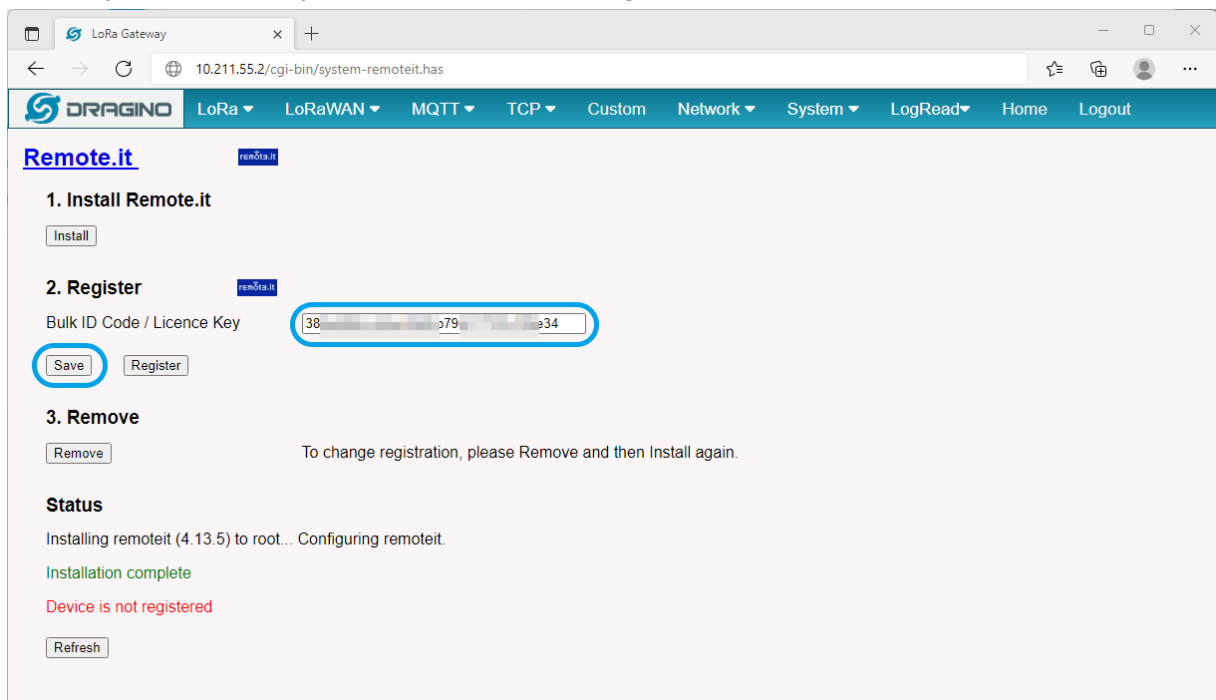 LoRa Gateway
10.211.55.2/cgi-bin/system-remoteit.has
DRAGINO LoRa LoRaWAN MQTT TCP Custom Network System LogRead Home Logout
Remote.it remote.it
1. Install Remote.it
Install
2. Register remote.it
Bulk ID Code / Licence Key 38 79 e34
Save Register
3. Remove
Remove To change registration, please Remove and then Install again.
Status
Installing remoteit (4.13.5) to root... Configuring remoteit.
Installation complete
Device is not registered
Refresh